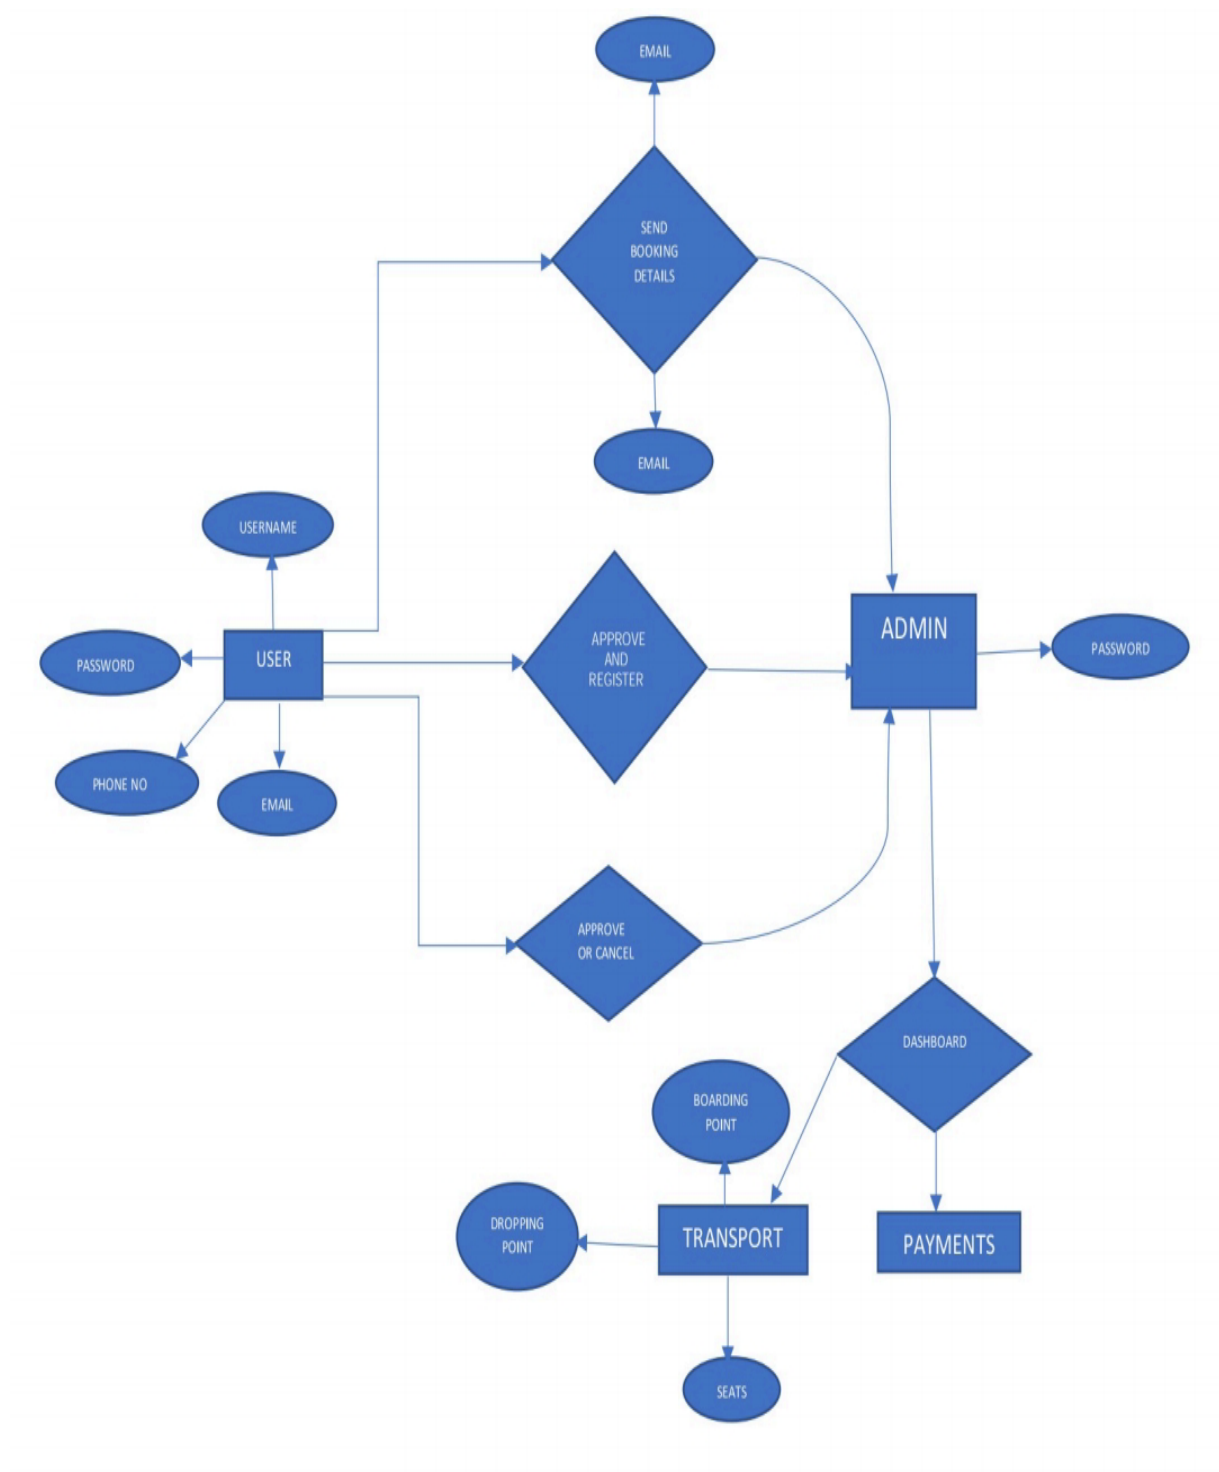 EMAIL
SEND
BOOKING
DETAILS
EMAIL
USERNAME
PASSWORD
USER
PHONE NO
EMAIL
APPROVE
AND
REGISTER
ADMIN
PASSWORD
APPROVE
OR CANCEL
DASHBOARD
BOARDING
POINT
DROPPING
POINT
TRANSPORT
PAYMENTS
SEATS